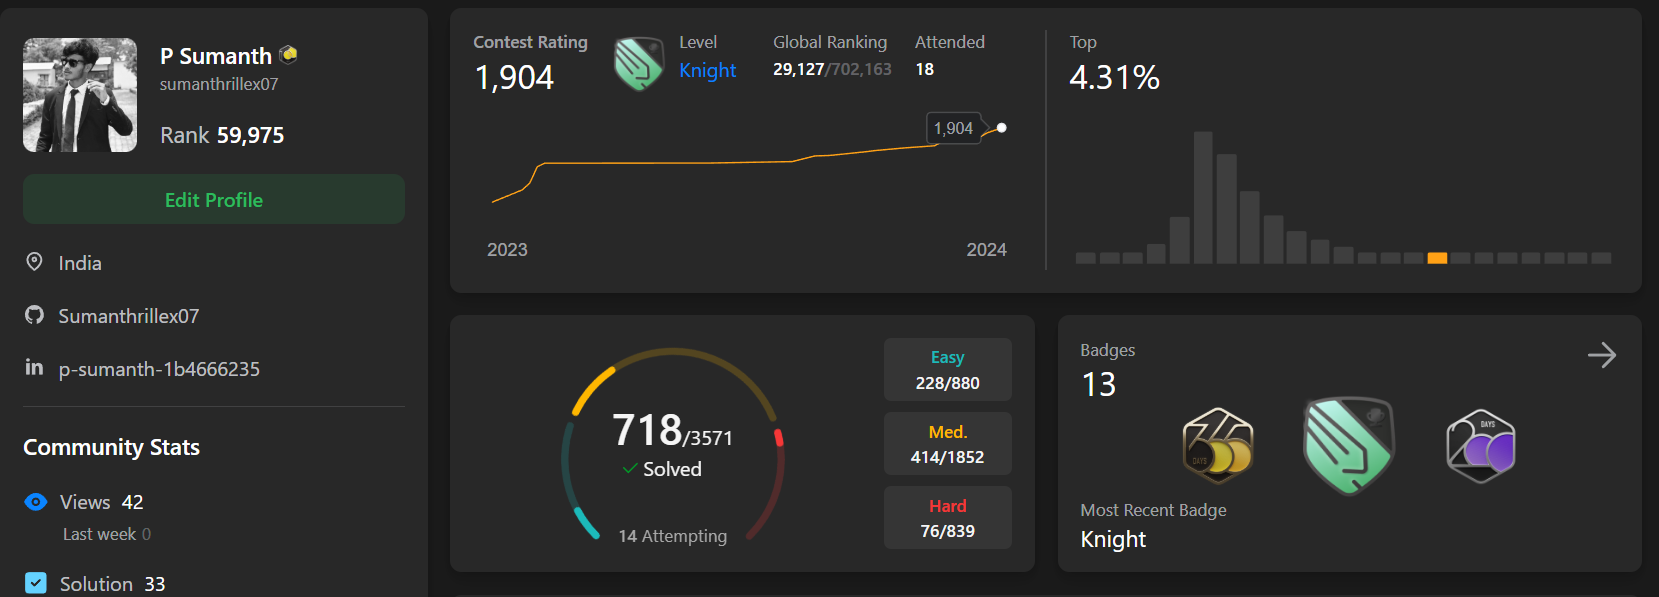 P Sumanth
sumanthrillex07
Rank 59,975
Edit Profile
India
Sumanthrillex07
p-sumanth-1b4666235
Community Stats
Views 42
Last week 0
Solution 33
Contest Rating
1,904
Level
Knight
Global Ranking
29,127/702,163
Attended
18
1,904
2023
2024
Top
4.31%
718/3571
Solved
14 Attempting
Easy
228/880
Med.
414/1852
Hard
76/839
Badges
13
DAYS
DAYS
Most Recent Badge
Knight